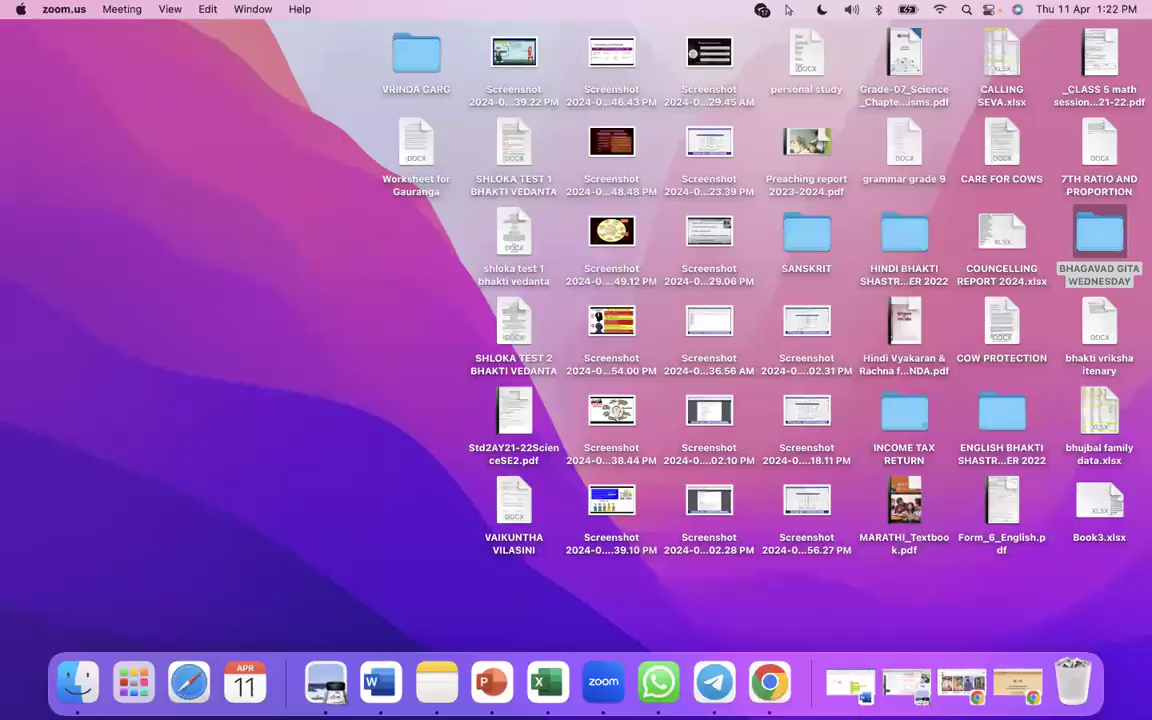 zoom.us Meeting View Edit Window Help Thu 11 Apr 1:22 PM
VRINDA GARG
Screenshot
2024-0...39.22 PM
Screenshot
2024-0...46.43 PM
Screenshot
2024-0...29.45 AM
personal study
Grade-07_Science
_Chapte...isms.pdf
CALLING
SEVA.xlsx
_CLASS 5 math
session...21-22.pdf
Worksheet for
Gauranga
SHLOKA TEST 1
BHAKTI VEDANTA
Screenshot
2024-0...48.48 PM
Screenshot
2024-0...23.39 PM
Preaching report
2023-2024.pdf
grammar grade 9
CARE FOR COWS
7TH RATIO AND
PROPORTION
shloka test 1
bhakti vedanta
Screenshot
2024-0....49.12 PM
Screenshot
2024-0...29.06 PM
SANSKRIT
HINDI BHAKTI
SHASTR...ER 2022
COUNCELLING
REPORT 2024.xlsx
BHAGAVAD GITA
WEDNESDAY
SHLOKA TEST 2
BHAKTI VEDANTA
Screenshot
2024-0...54.00 PM
Screenshot
2024-0...36.56 AM
Screenshot
2024-0....02.31 PM
Hindi Vyakaran &
Rachna f...NDA.pdf
COW PROTECTION
bhakti vriksha
itenary
Std2AY21-22Scien
ceSE2.pdf
Screenshot
2024-0...38.44 PM
Screenshot
2024-0....02.10 PM
Screenshot
2024-0....18.11 PM
INCOME TAX
RETURN
ENGLISH BHAKTI
SHASTR...ER 2022
bhujbal family
data.xlsx
VAIKUNTHA
VILASINI
Screenshot
2024-0....39.10 PM
Screenshot
2024-0...02.28 PM
Screenshot
2024-0...56.27 PM
MARATHI_Textboo
k.pdf
Form_6_English.p
df
Book3.xlsx
APR
11
zoom